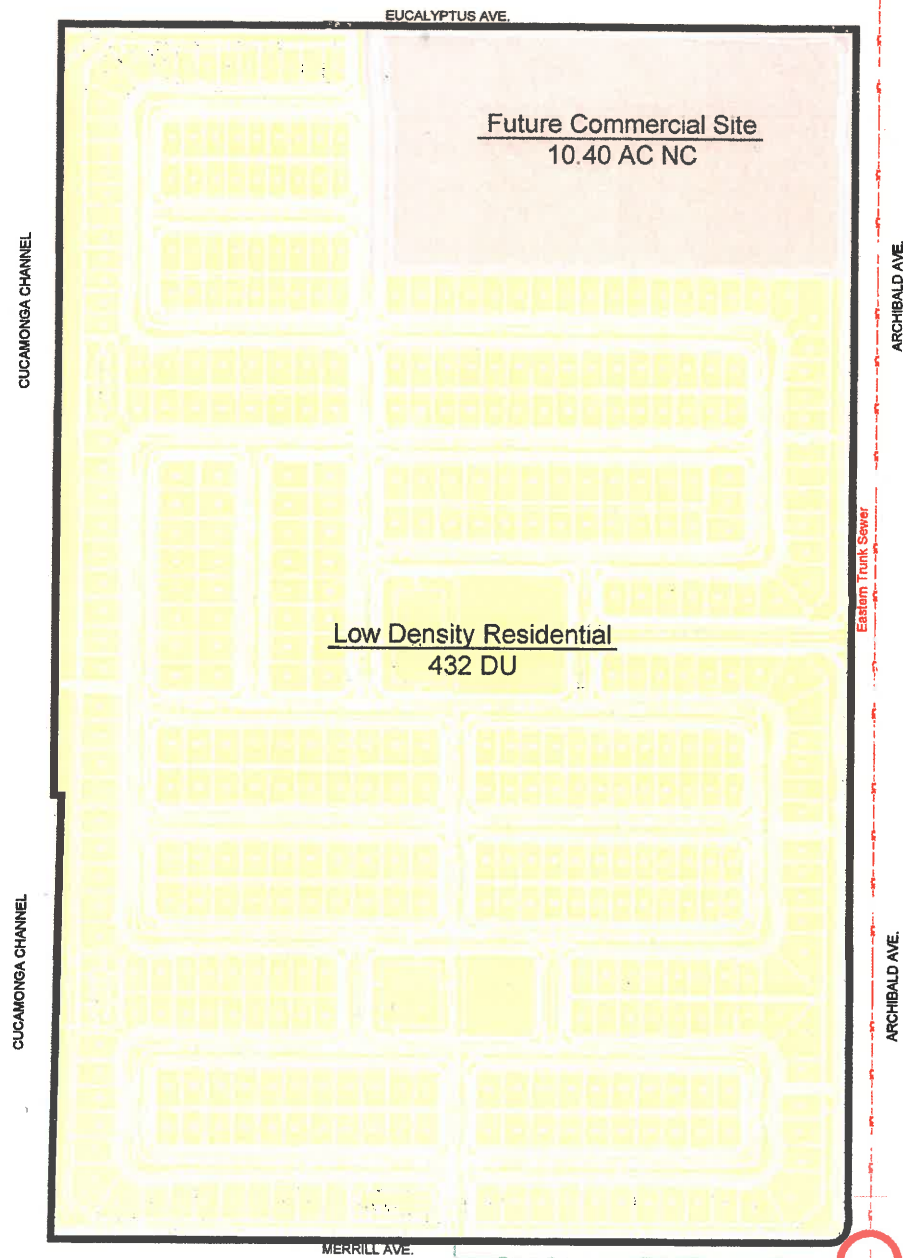 EUCALYPTUS AVE.
Future Commercial Site
10.40 AC NC
CUCAMONGA CHANNEL
ARCHIBALD AVE.
Eastern Trunk Sewer
Low Density Residential
432 DU
CUCAMONGA CHANNEL
ARCHIBALD AVE.
MERRILL AVE.